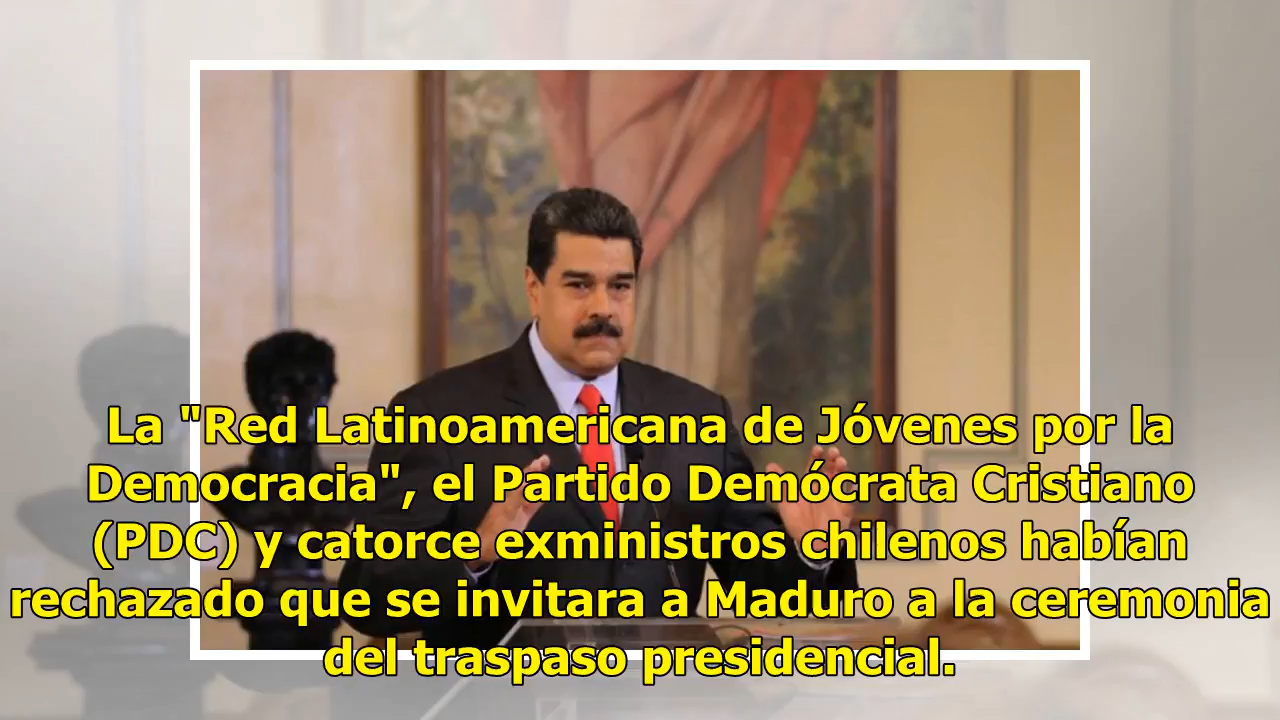 La "Red Latinoamericana de Jóvenes por la
Democracia", el Partido Demócrata Cristiano
(PDC) y catorce exministros chilenos habían
rechazado que se invitara a Maduro a la ceremonia
del traspaso presidencial.